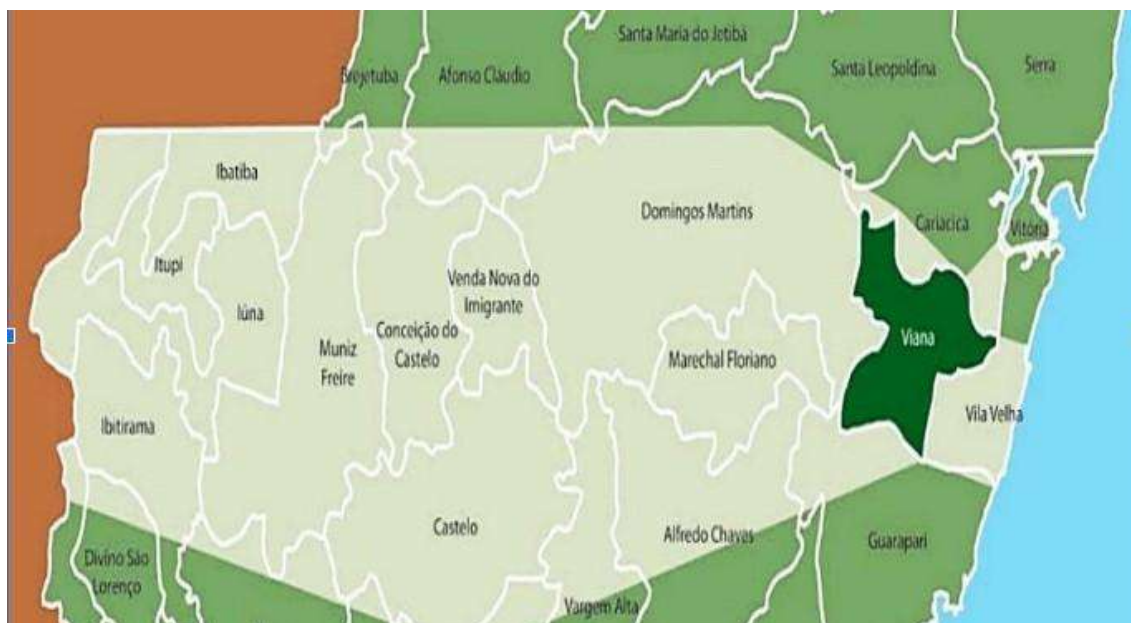 Santa Maria do Jetibá
Serra
Santa Leopoldina
Brejetuba
Afonso Cláudio
Ibatiba
Domingos Martins
Cariacica
Vitória
Itupi
Venda Nova do
Imigrante
Iúna
Conceição do
Castelo
Muniz
Freire
Marechal Floriano
Viana
Vila Velha
Ibitirama
Castelo
Alfredo Chaves
Guarapari
Divino São
Lorenço
Vargem Alta